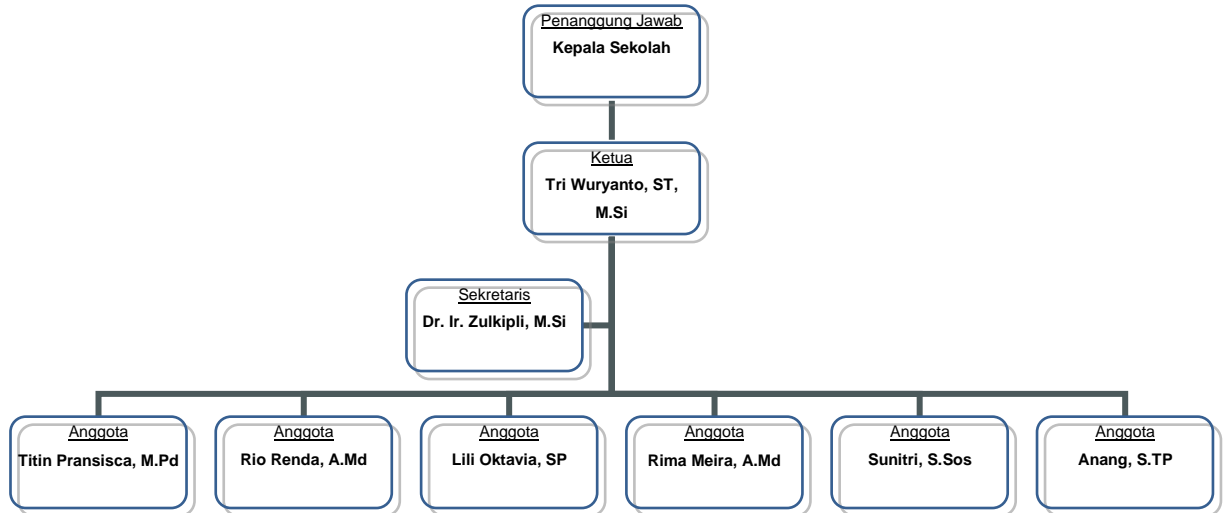 Penanggung Jawab
Kepala Sekolah
Ketua
Tri Wuryanto, ST,
M.Si
Sekretaris
Dr. Ir. Zulkipli, M.Si
Anggota
Titin Pransisca, M.Pd
Anggota
Rio Renda, A.Md
Anggota
Lili Oktavia, SP
Anggota
Rima Meira, A.Md
Anggota
Sunitri, S.Sos
Anggota
Anang, S.TP